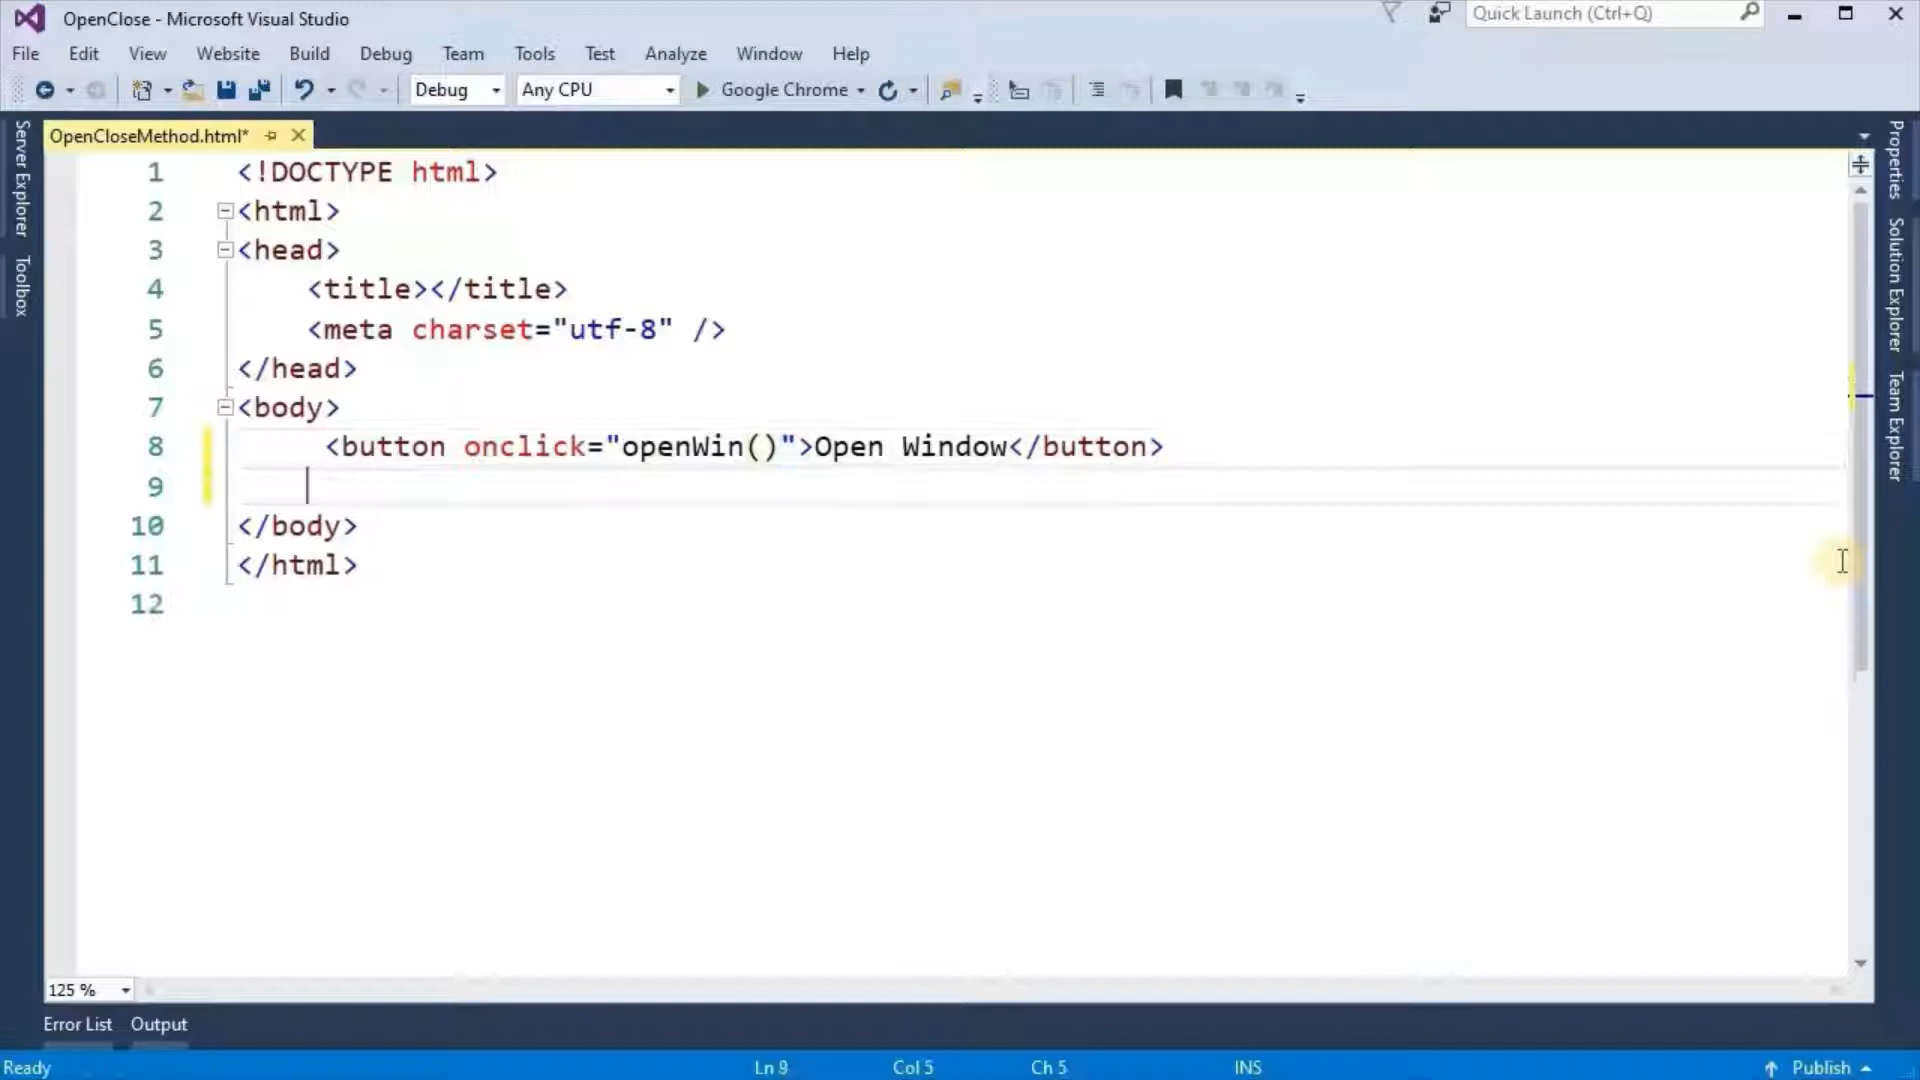 OpenClose - Microsoft Visual Studio
Quick Launch (Ctrl+Q)
File Edit View Website Build Debug Team Tools Test Analyze Window Help
Debug Any CPU Google Chrome
Server Explorer
Toolbox
OpenCloseMethod.html*
1 <!DOCTYPE html>
2 <html>
3 <head>
4 <title></title>
5 <meta charset="utf-8" />
6 </head>
7 <body>
8 <button onclick="openWin()">Open Window</button>
9
10 </body>
11 </html>
12
Properties
Solution Explorer
Team Explorer
125 %
Error List Output
Ready Ln 9 Col 5 Ch 5 INS Publish